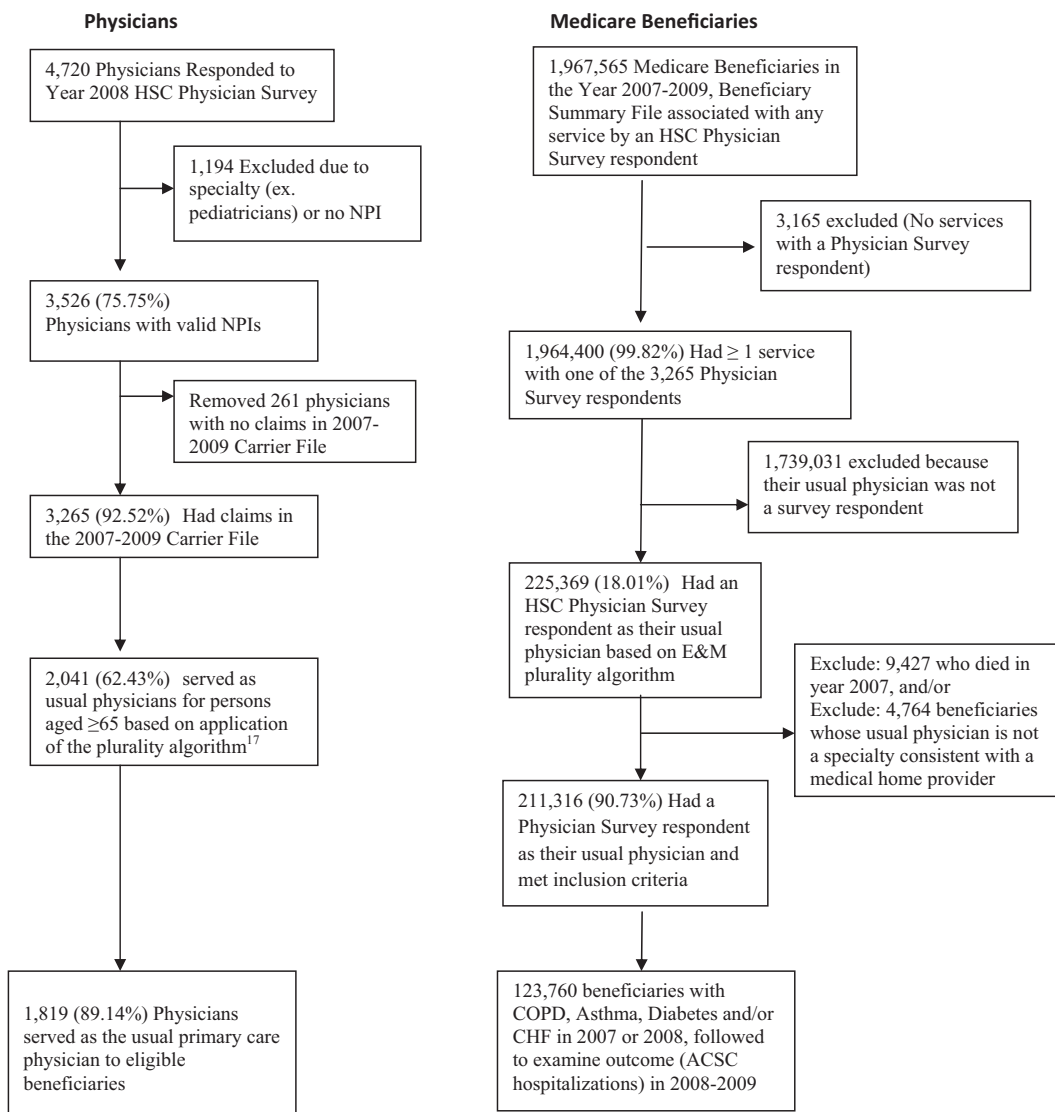 Physicians
4,720 Physicians Responded to
Year 2008 HSC Physician Survey
1,194 Excluded due to
specialty (ex.
pediatricians) or no NPI
3,526 (75.75%)
Physicians with valid NPIs
Removed 261 physicians
with no claims in 2007-
2009 Carrier File
3,265 (92.52%) Had claims in
the 2007-2009 Carrier File
2,041 (62.43%) served as
usual physicians for persons
aged ≥65 based on application
of the plurality algorithm17
1,819 (89.14%) Physicians
served as the usual primary care
physician to eligible
beneficiaries
Medicare Beneficiaries
1,967,565 Medicare Beneficiaries in
the Year 2007-2009, Beneficiary
Summary File associated with any
service by an HSC Physician
Survey respondent
3,165 excluded (No services
with a Physician Survey
respondent)
1,964,400 (99.82%) Had ≥ 1 service
with one of the 3,265 Physician
Survey respondents
1,739,031 excluded because
their usual physician was not
a survey respondent
225,369 (18.01%) Had an
HSC Physician Survey
respondent as their usual
physician based on E&M
plurality algorithm
Exclude: 9,427 who died in
year 2007, and/or
Exclude: 4,764 beneficiaries
whose usual physician is not
a specialty consistent with a
medical home provider
211,316 (90.73%) Had a
Physician Survey respondent
as their usual physician and
met inclusion criteria
123,760 beneficiaries with
COPD, Asthma, Diabetes and/or
CHF in 2007 or 2008, followed
to examine outcome (ACSC
hospitalizations) in 2008-2009